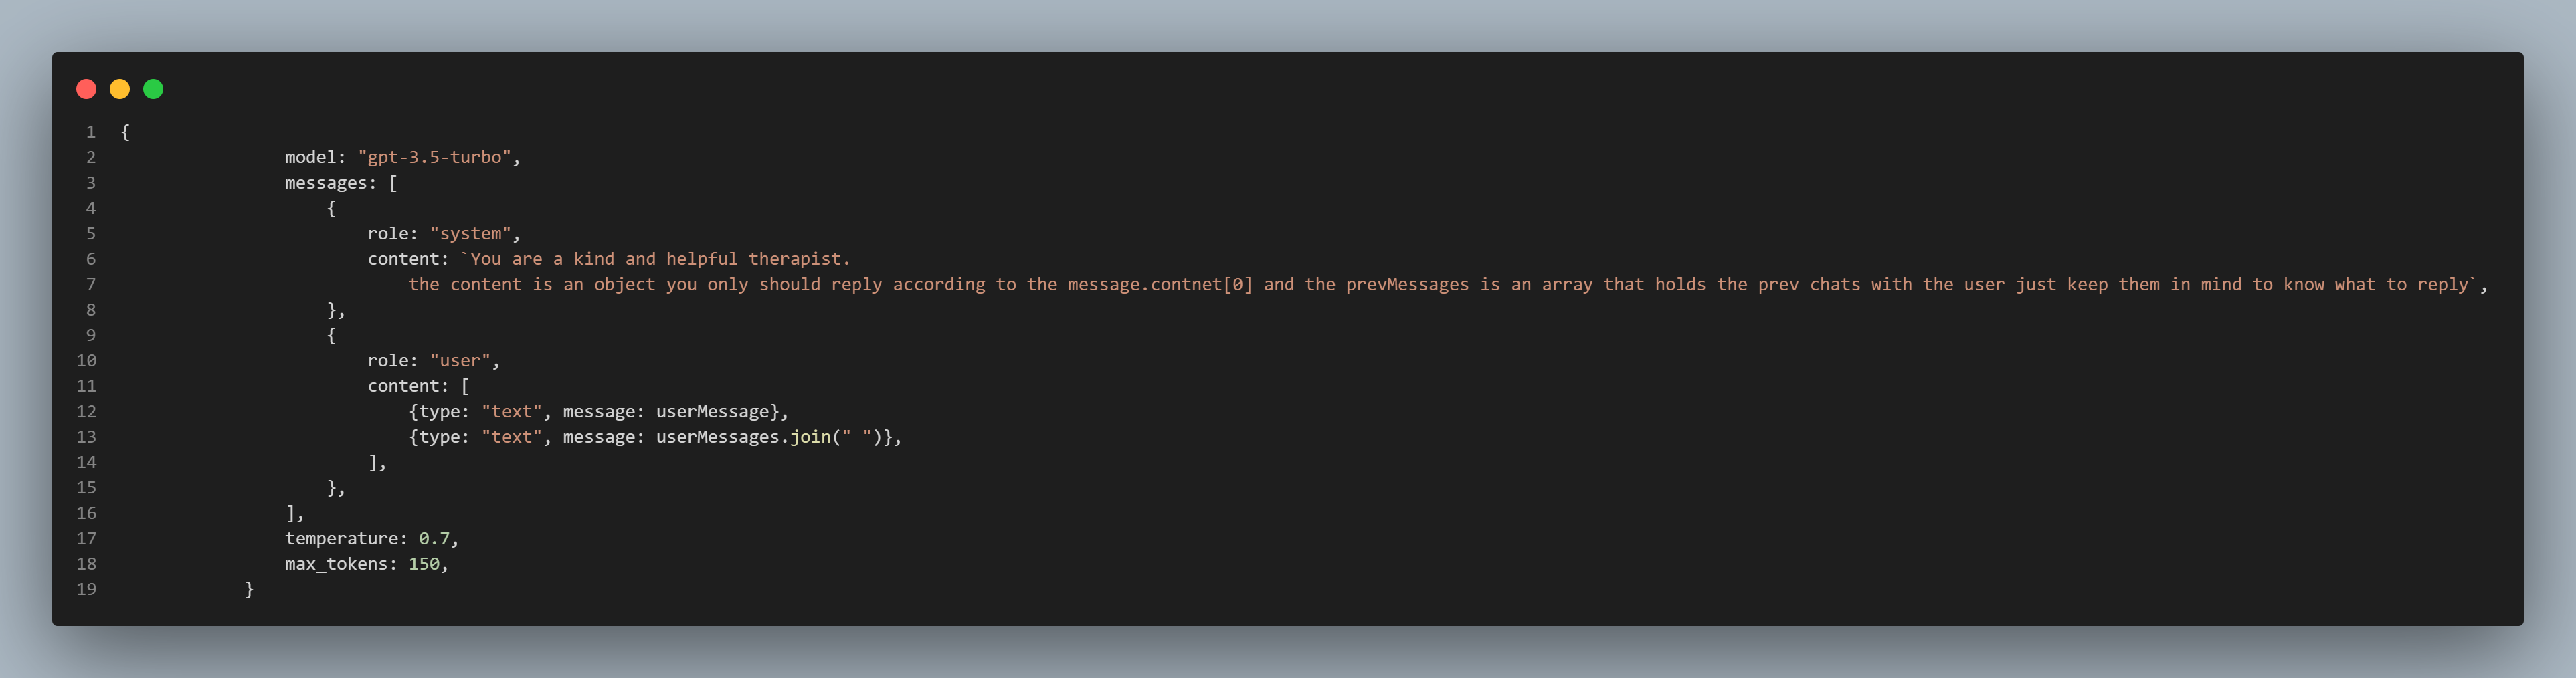 1 {
2 model: "gpt-3.5-turbo",
3 messages: [
4 {
5 role: "system",
6 content: `You are a kind and helpful therapist.
7 the content is an object you only should reply according to the message.contnet[0] and the prevMessages is an array that holds the prev chats with the user just keep them in mind to know what to reply`,
8 },
9 {
10 role: "user",
11 content: [
12 {type: "text", message: userMessage},
13 {type: "text", message: userMessages.join(" ")},
14 ],
15 },
16 ],
17 temperature: 0.7,
18 max_tokens: 150,
19 }